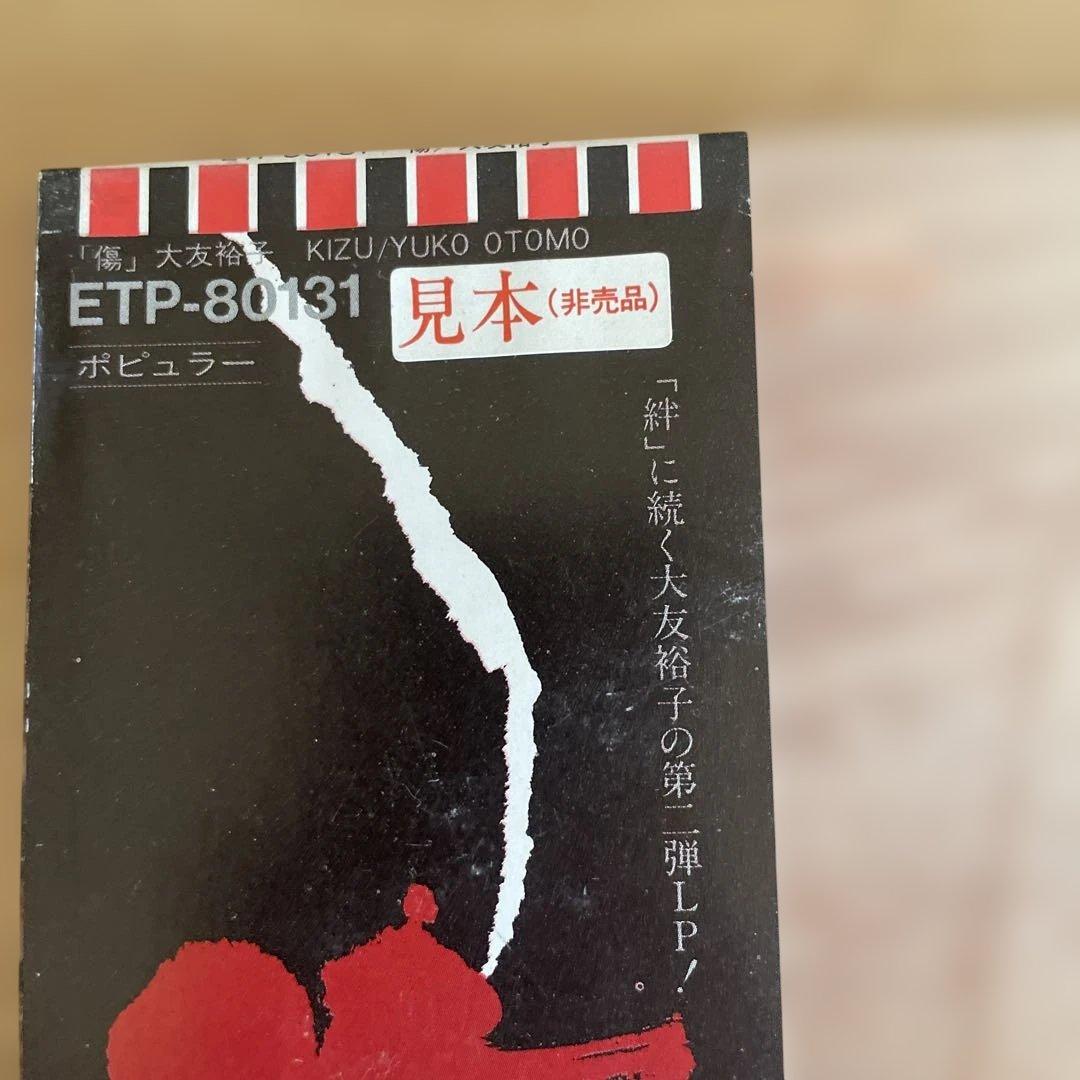 「傷」大友裕子 KIZU/YUKO OTOMO
ETP-80131
見本(非売品)
ポピュラー
「絆」に続く大友裕子の第二弾LP!